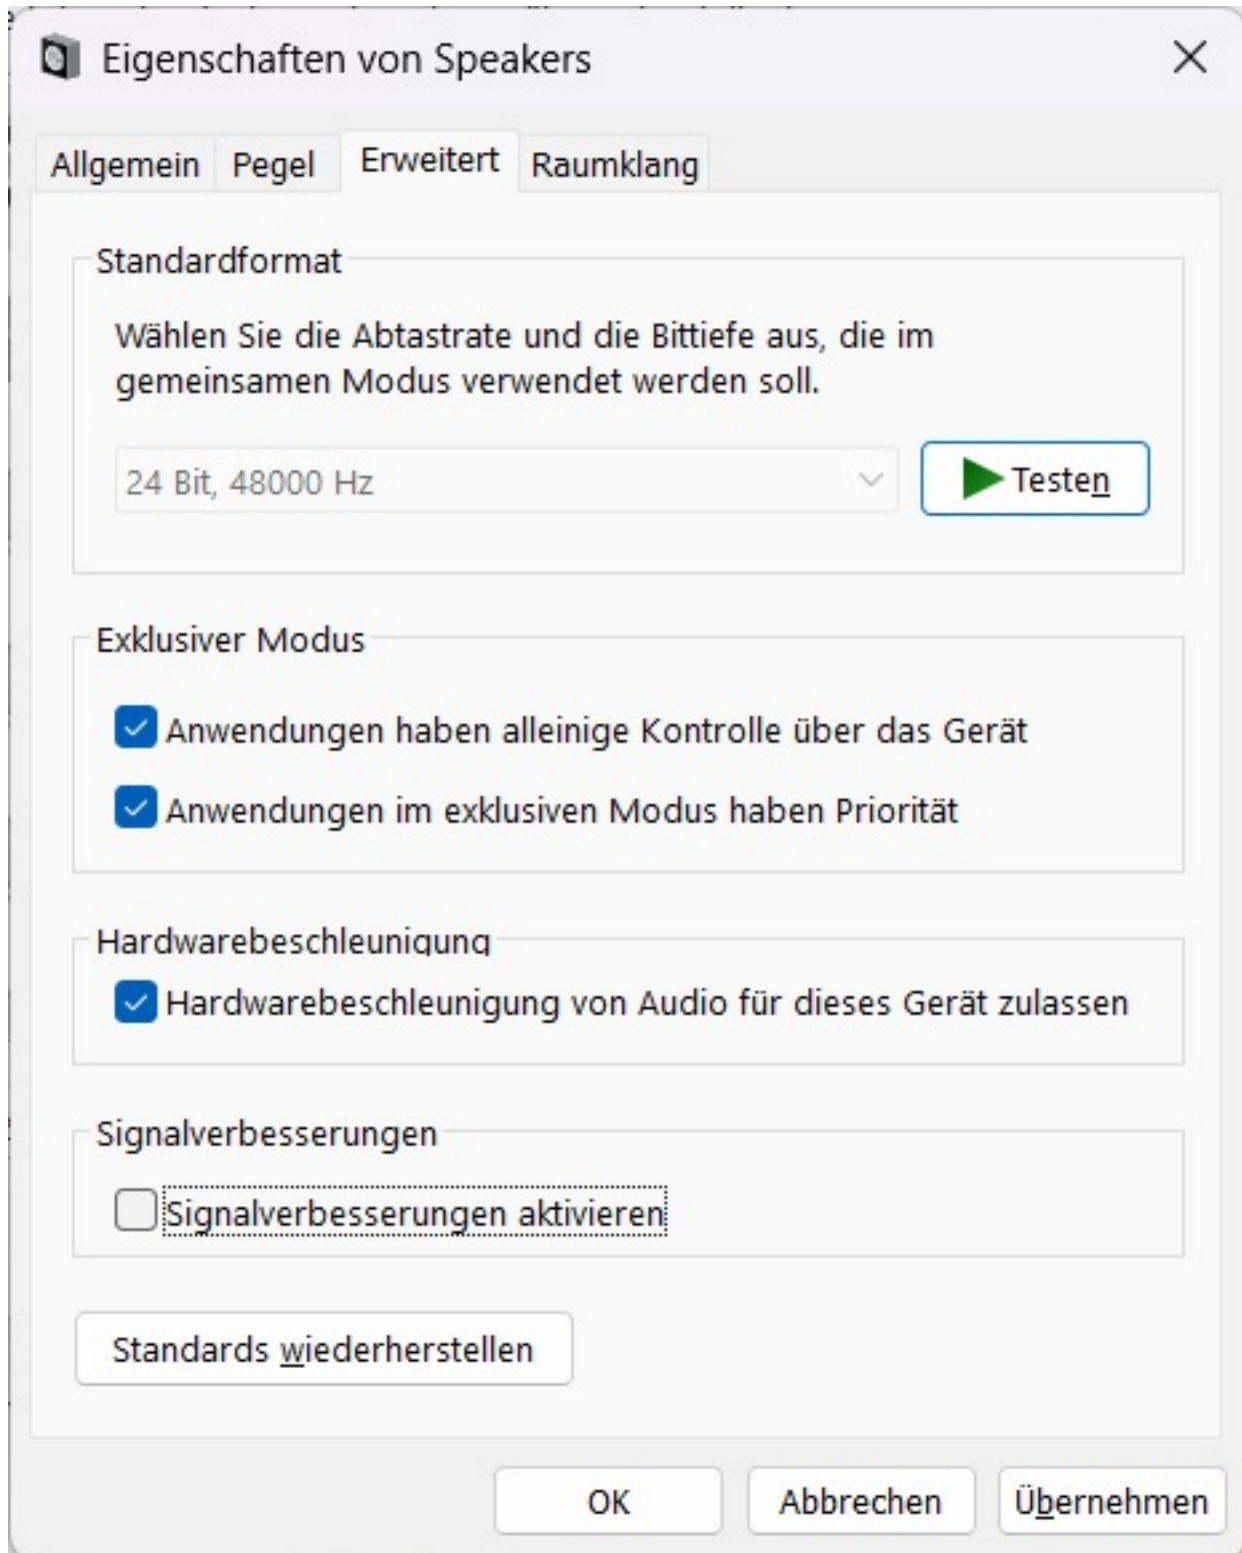 Eigenschaften von Speakers
Allgemein
Pegel
Erweitert
Raumklang
Standardformat
Wählen Sie die Abtastrate und die Bittiefe aus, die im
gemeinsamen Modus verwendet werden soll.
24 Bit, 48000 Hz
Testen
Exklusiver Modus
Anwendungen haben alleinige Kontrolle über das Gerät
Anwendungen im exklusiven Modus haben Priorität
Hardwarebeschleunigung
Hardwarebeschleunigung von Audio für dieses Gerät zulassen
Signalverbesserungen
Signalverbesserungen aktivieren
Standards wiederherstellen
OK
Abbrechen
Übernehmen